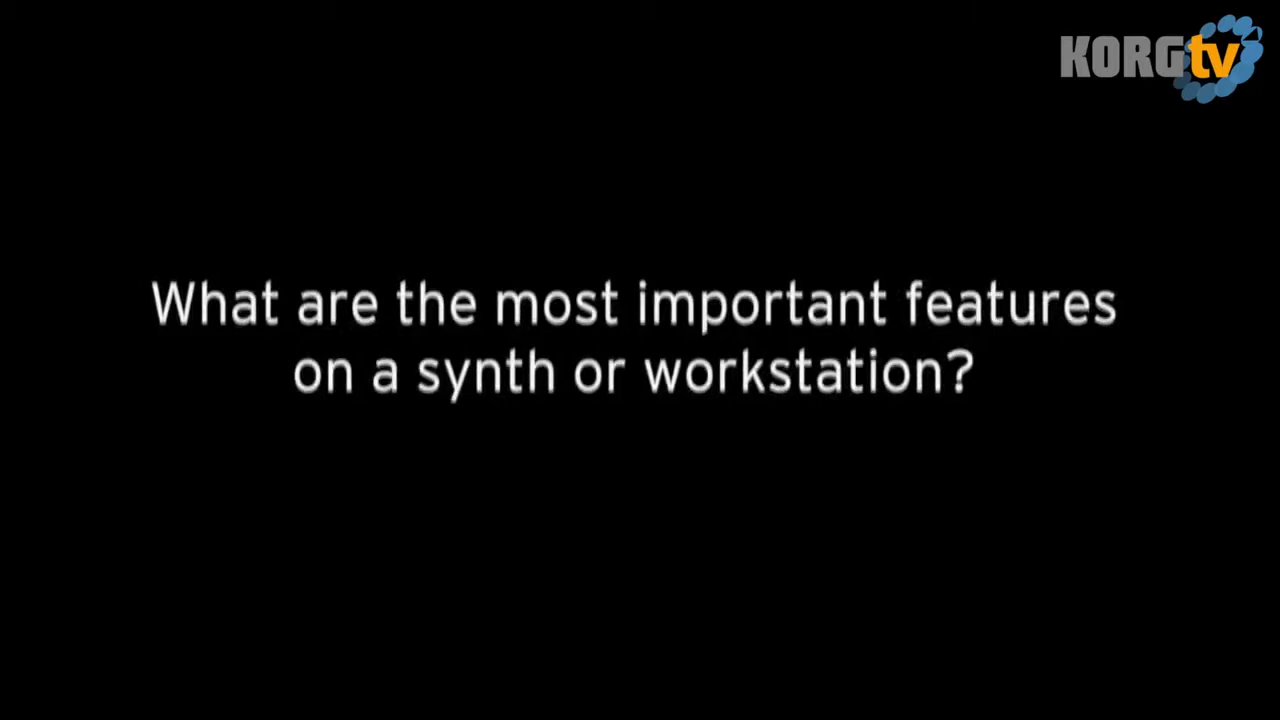 KORGtv
What are the most important features
on a synth or workstation?